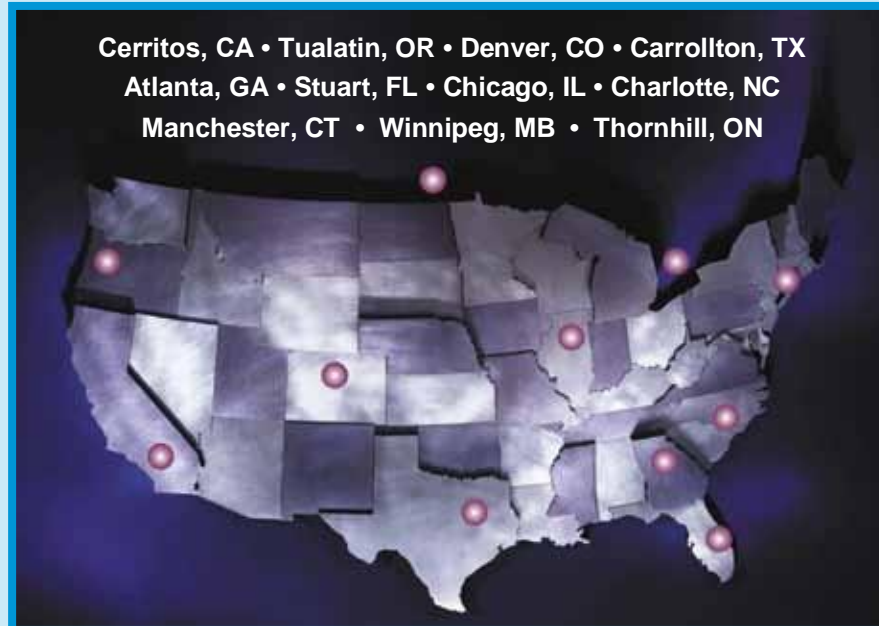 Cerritos, CA • Tualatin, OR • Denver, CO • Carrollton, TX
Atlanta, GA • Stuart, FL • Chicago, IL • Charlotte, NC
Manchester, CT • Winnipeg, MB • Thornhill, ON